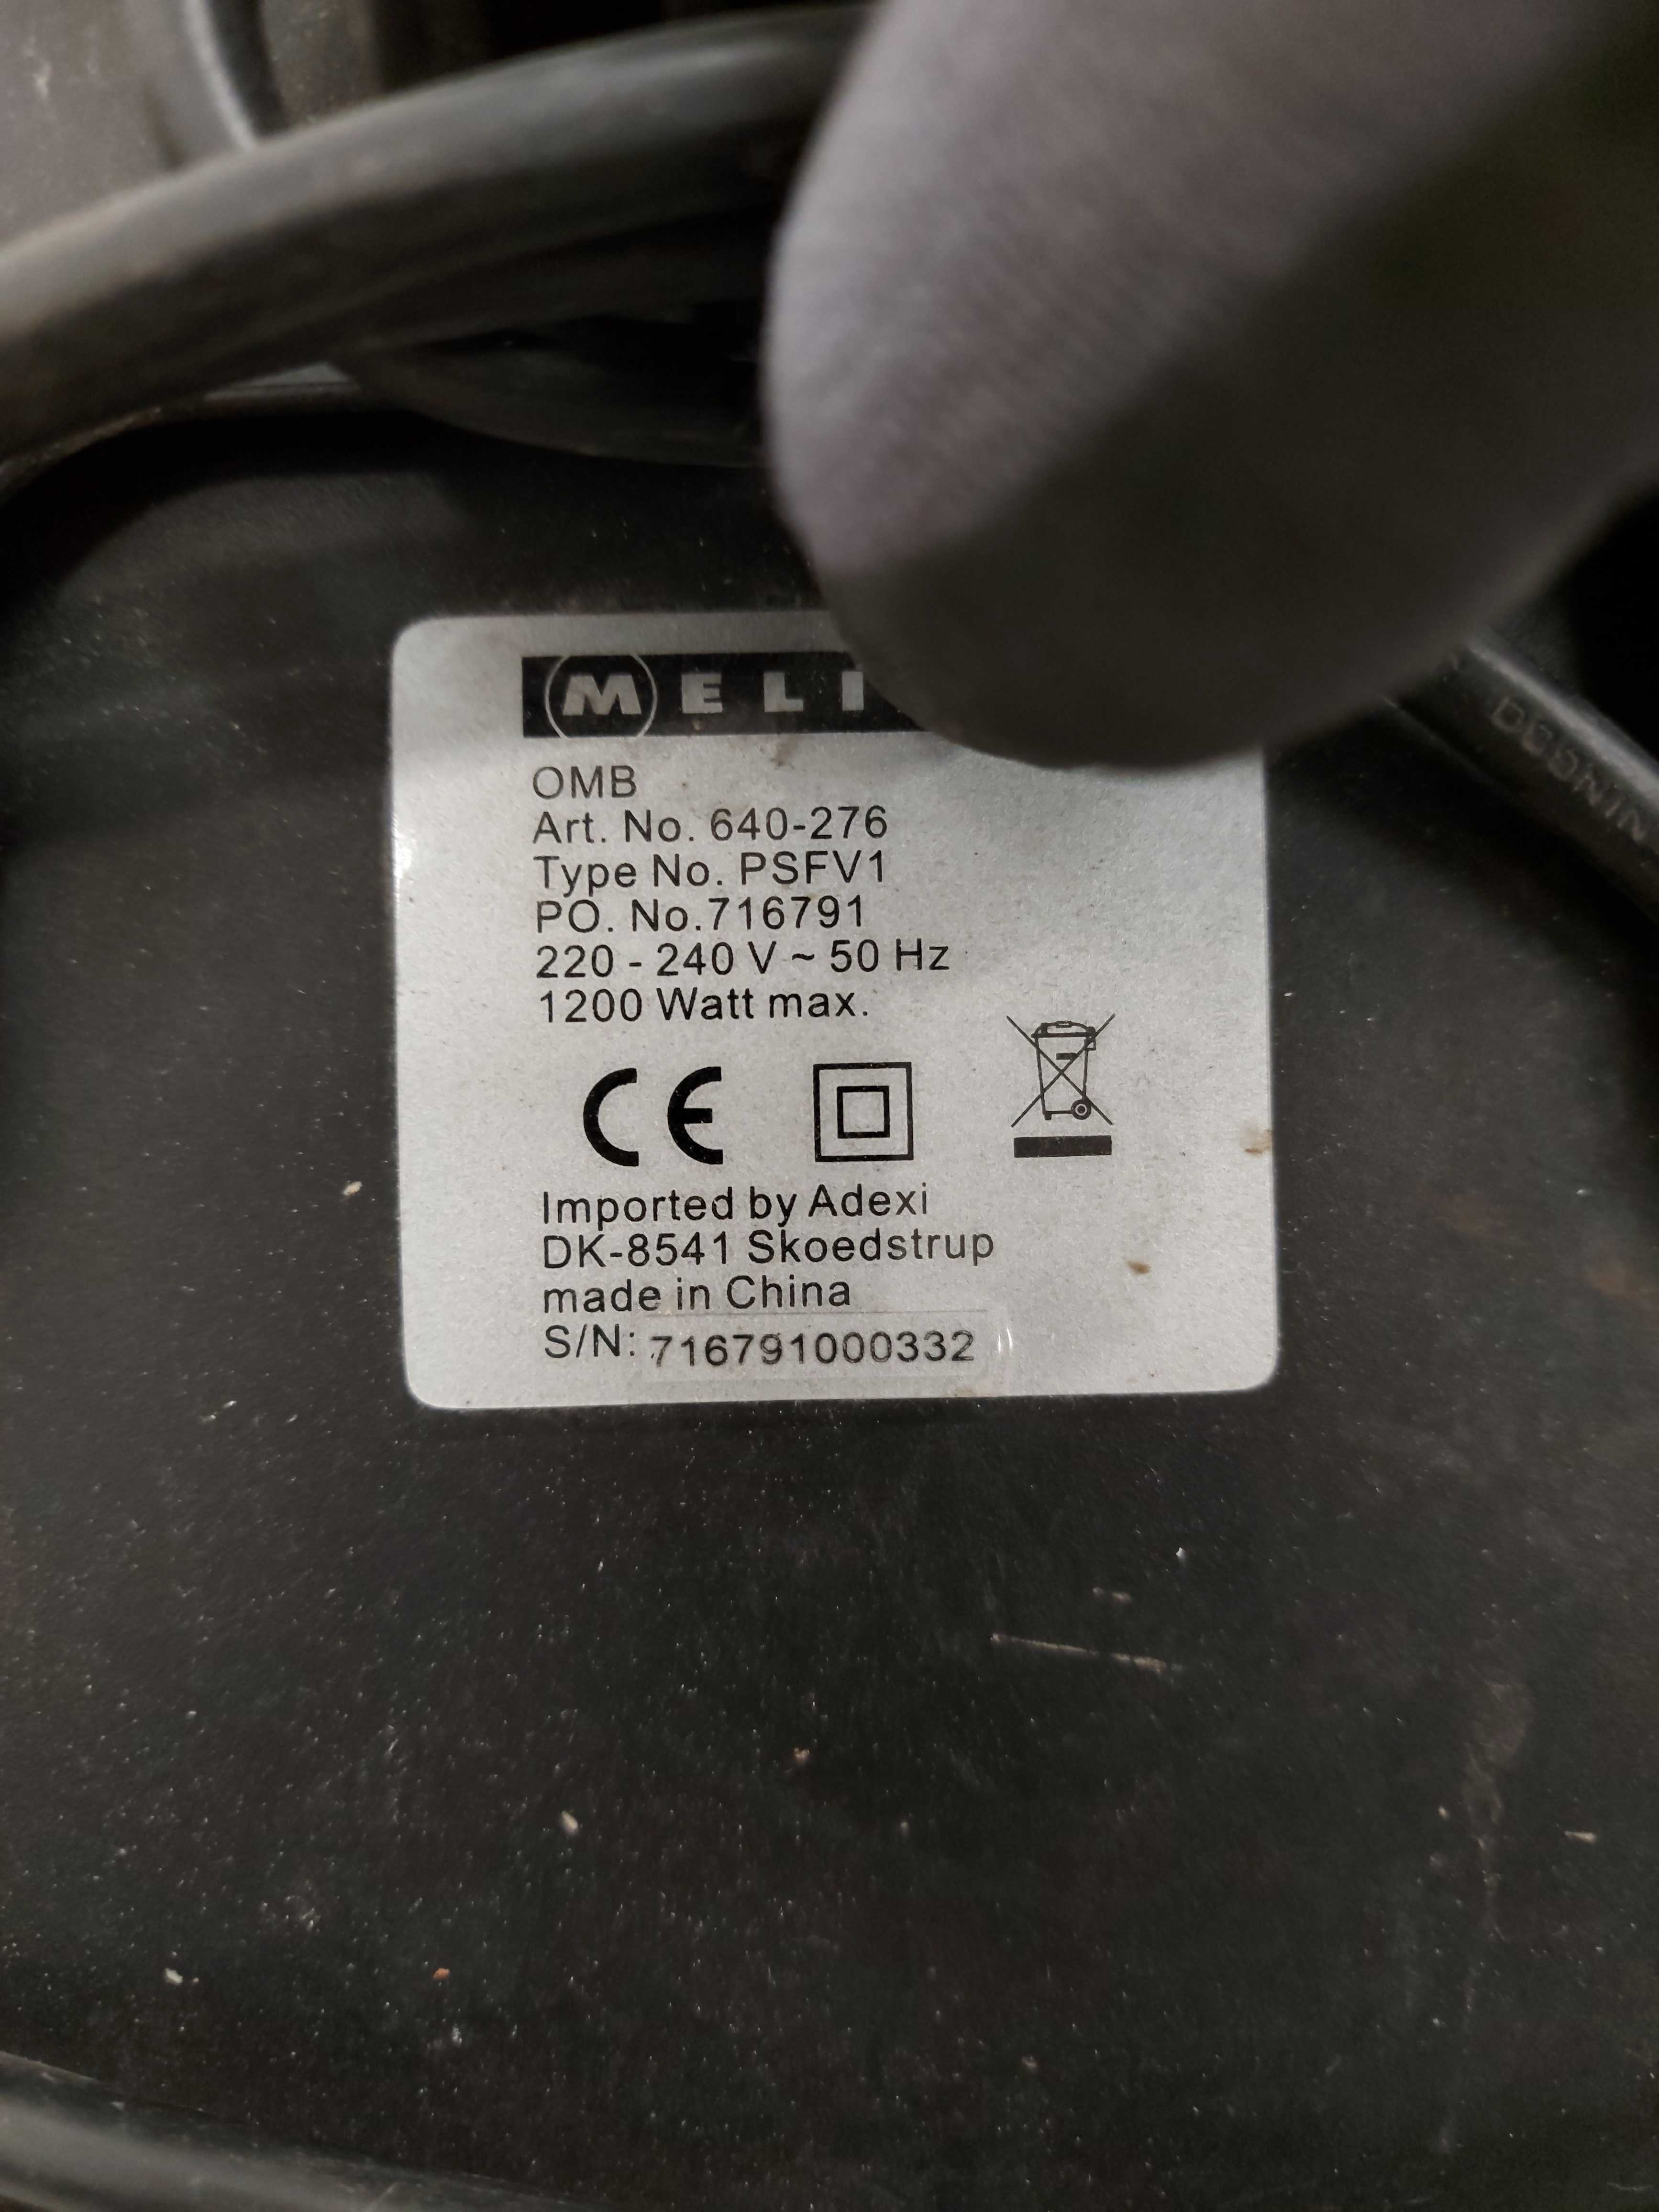 MELI
OMB
Art. No. 640-276
Type No. PSFV1
PO. No.716791
220 - 240 V ~ 50 Hz
1200 Watt max.
CE
Imported by Adexi
DK-8541 Skoedstrup
made in China
S/N: 716791000332